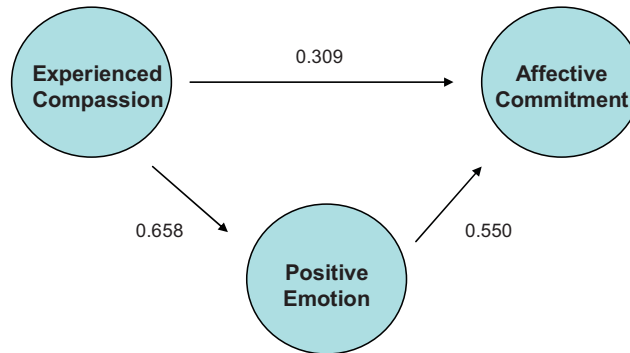 0.309
Experienced
Compassion
Affective
Commitment
0.658
0.550
Positive
Emotion